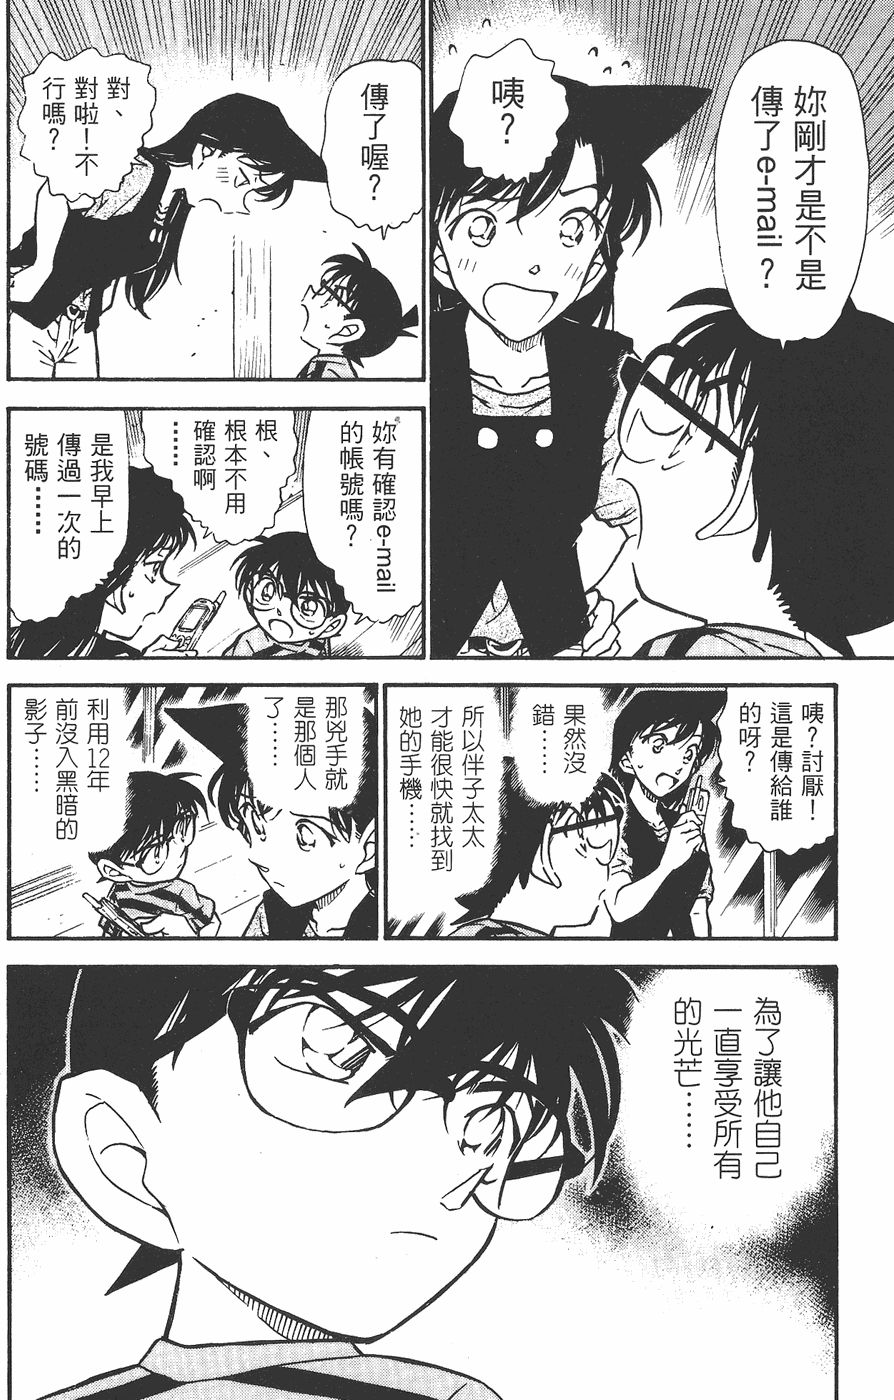 妳剛才是不是
傳了e-mail？
咦？
傳了喔？
對、
對啦！不
行嗎？
妳有確認e-mail
的帳號嗎？
根、
根本不用
確認啊
……
是我早上
傳過一次的
號碼……
咦？討厭！
這是傳給誰
的呀？
果然沒
錯……
所以伴子太太
才能很快就找到
她的手機……
那兇手就
是那個人
了……
利用12年
前沒入黑暗的
影子……
為了讓他自己
一直享受所有
的光芒……